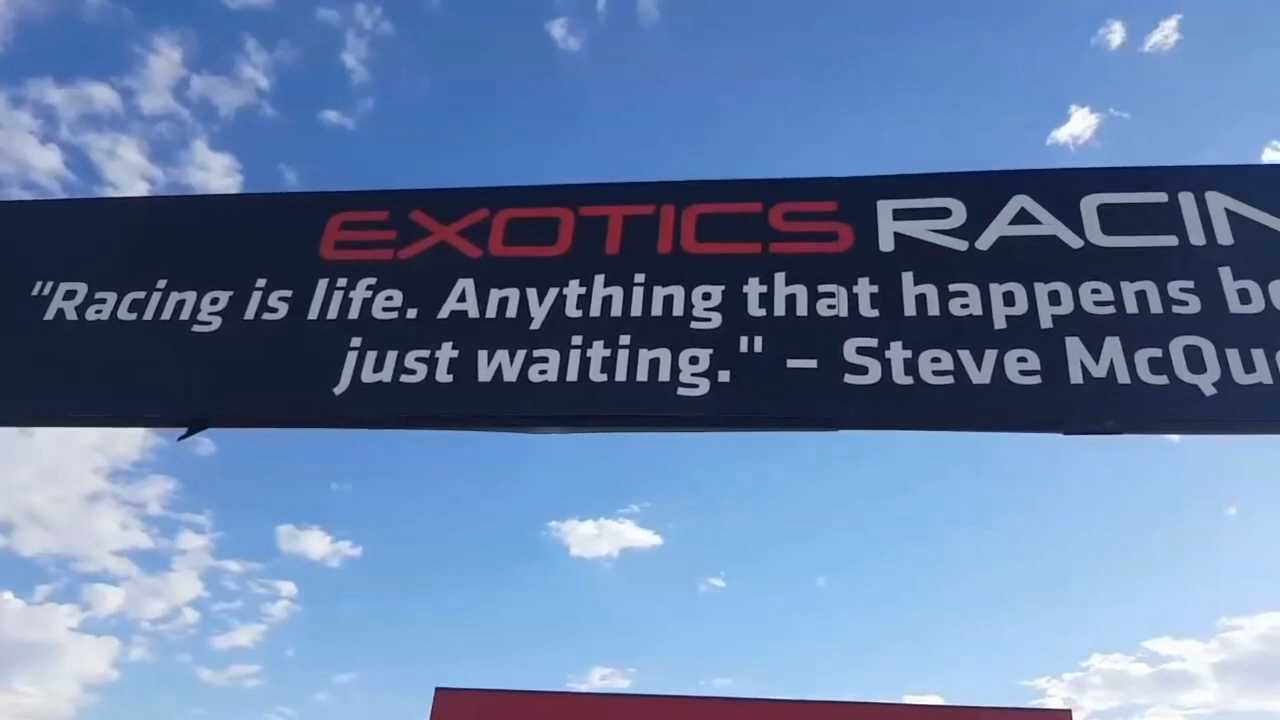 EXOTICS RACIN
“Racing is life. Anything that happens be
just waiting." – Steve McQue